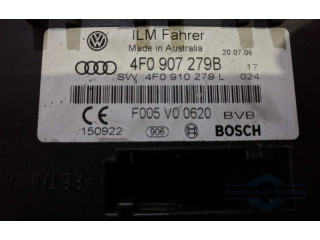 ILM Fahrer
Made in Australia
20.07.06
4F0 907 279B
17
SW 4F0 910 279 L
024
F005 V0 0620
BVB
150922
906
BOSCH